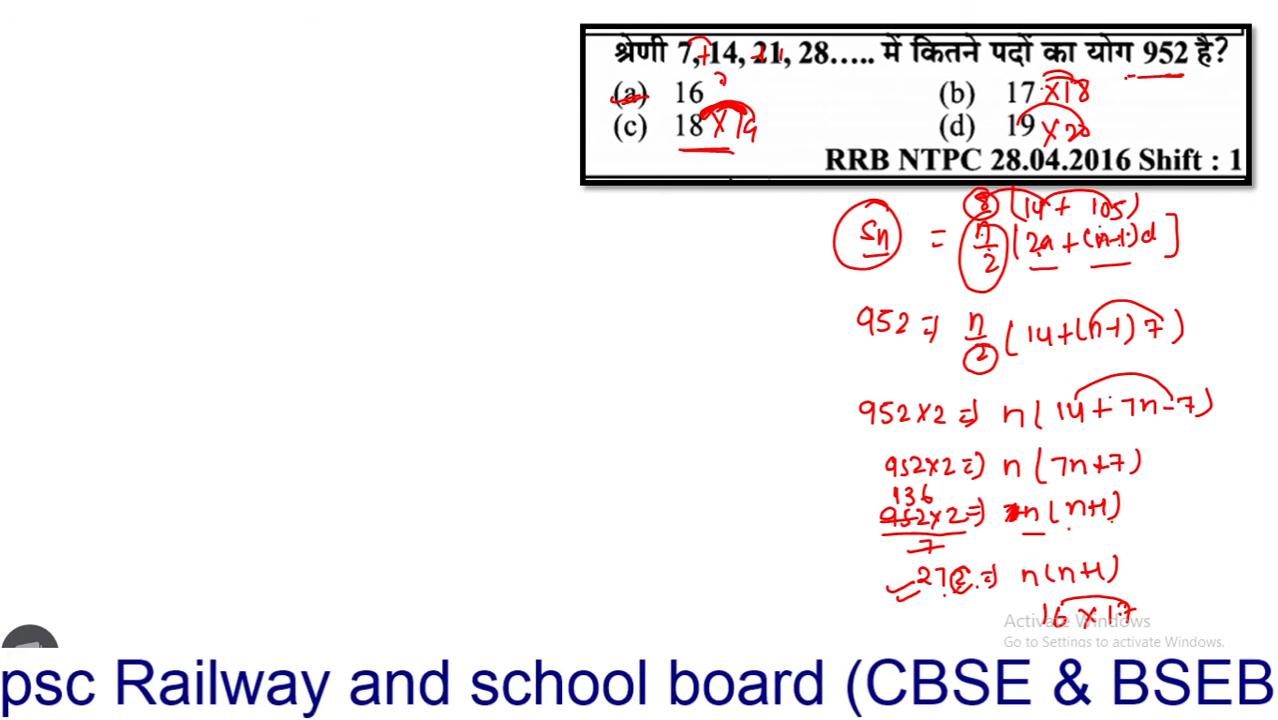 श्रेणी 7, 14, 21, 28..... में कितने पदों का योग 952 है?
(a) 16 (b) 17 ×18
(c) 18 ×19 (d) 19 ×20
RRB NTPC 28.04.2016 Shift : 1
8 (14 + 105)
Sn = n/2 [2a + (n-1)d]
952 ⇒ n/2 (14+(n-1)7)
952×2 ⇒ n(14+7n-7)
952×2 ⇒ n(7n+7)
136
952×2/7 ⇒ n(n+1)
272 ⇒ n(n+1)
16 × 17
Activate Windows
Go to Settings to activate Windows.
psc Railway and school board (CBSE & BSEB